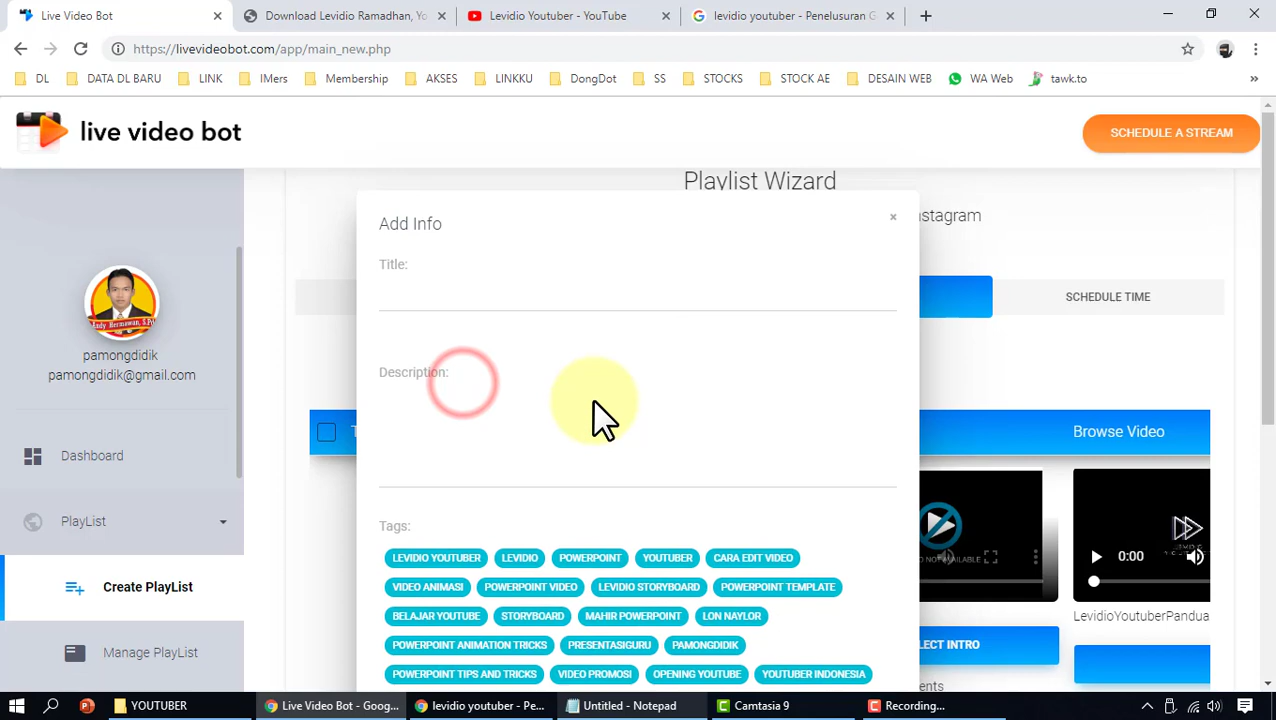 Live Video Bot
Download Levidio Ramadhan, Yo
Levidio Youtuber - YouTube
levidio youtuber - Penelusuran G
https://livevideobot.com/app/main_new.php
DL
DATA DL BARU
LINK
IMers
Membership
AKSES
LINKKU
DongDot
SS
STOCKS
STOCK AE
DESAIN WEB
WA Web
tawk.to
live video bot
SCHEDULE A STREAM
Playlist Wizard
nstagram
Add Info
Title:
SCHEDULE TIME
Andy Hermawan, S.Pd
pamongdidik
pamongdidik@gmail.com
Description:
T
Browse Video
Dashboard
PlayList
Create PlayList
Manage PlayList
Tags:
LEVIDIO YOUTUBER
LEVIDIO
POWERPOINT
YOUTUBER
CARA EDIT VIDEO
VIDEO ANIMASI
POWERPOINT VIDEO
LEVIDIO STORYBOARD
POWERPOINT TEMPLATE
BELAJAR YOUTUBE
STORYBOARD
MAHIR POWERPOINT
LON NAYLOR
POWERPOINT ANIMATION TRICKS
PRESENTASIGURU
PAMONGDIDIK
POWERPOINT TIPS AND TRICKS
VIDEO PROMOSI
OPENING YOUTUBE
YOUTUBER INDONESIA
NOT AVAILABLE
0:00
LevidioYoutuberPandua
LECT INTRO
ents
YOUTUBER
Live Video Bot - Goog...
levidio youtuber - Pe...
Untitled - Notepad
Camtasia 9
Recording...